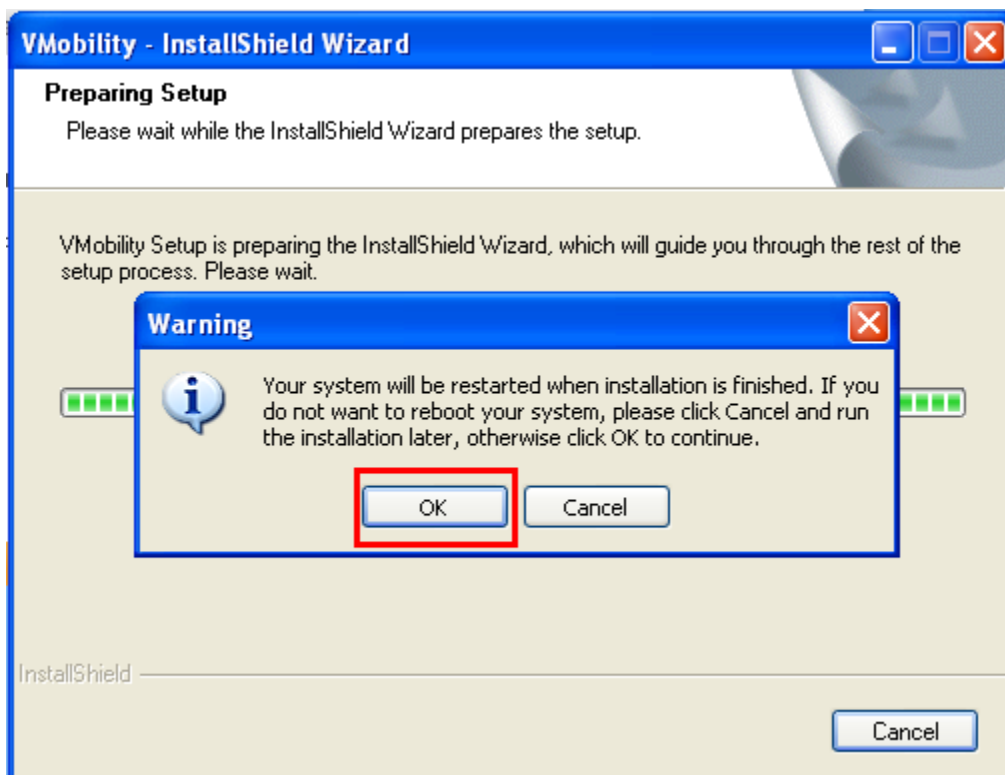 VMobility - InstallShield Wizard
Preparing Setup
Please wait while the InstallShield Wizard prepares the setup.
VMobility Setup is preparing the InstallShield Wizard, which will guide you through the rest of the
setup process. Please wait.
Warning
Your system will be restarted when installation is finished. If you
do not want to reboot your system, please click Cancel and run
the installation later, otherwise click OK to continue.
OK
Cancel
InstallShield
Cancel